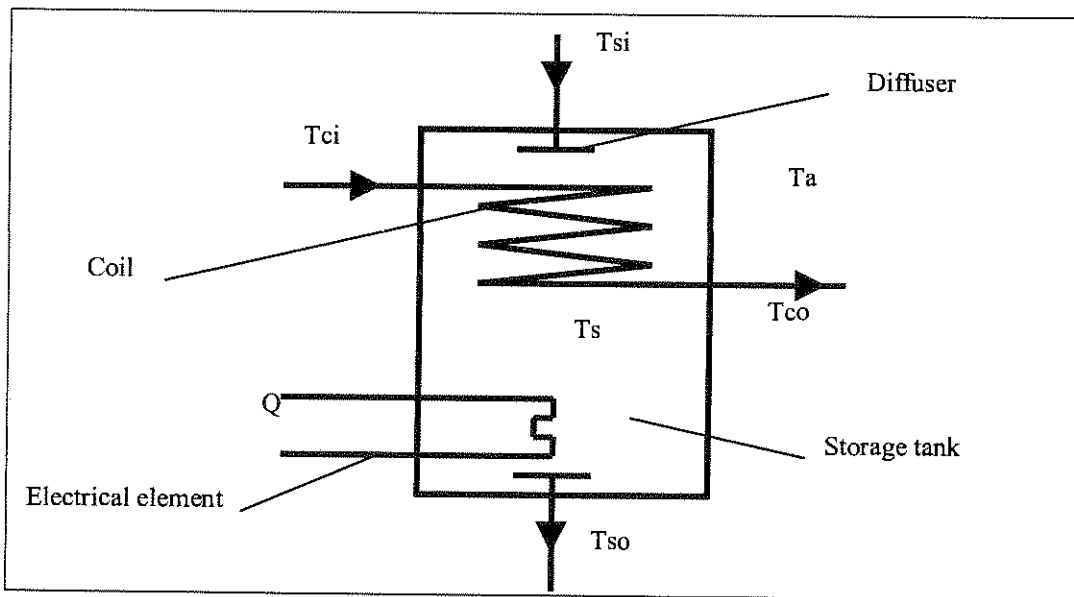 Tsi
Diffuser
Tci
Ta
Coil
Tco
Ts
Q
Storage tank
Electrical element
Tso